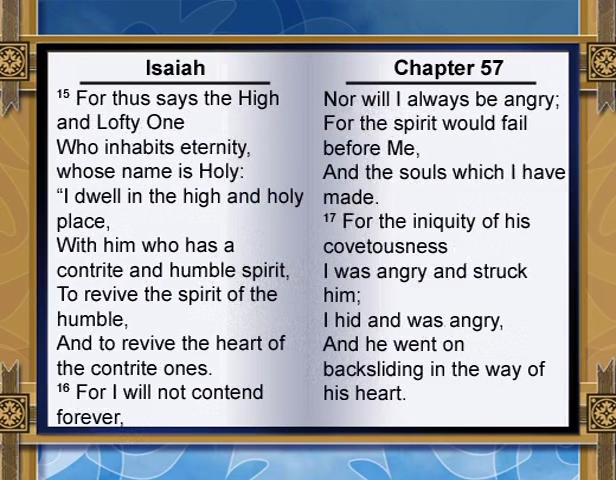 Isaiah
¹⁵ For thus says the High
and Lofty One
Who inhabits eternity,
whose name is Holy:
“I dwell in the high and holy
place,
With him who has a
contrite and humble spirit,
To revive the spirit of the
humble,
And to revive the heart of
the contrite ones.
¹⁶ For I will not contend
forever,
Chapter 57
Nor will I always be angry;
For the spirit would fail
before Me,
And the souls which I have
made.
¹⁷ For the iniquity of his
covetousness
I was angry and struck
him;
I hid and was angry,
And he went on
backsliding in the way of
his heart.